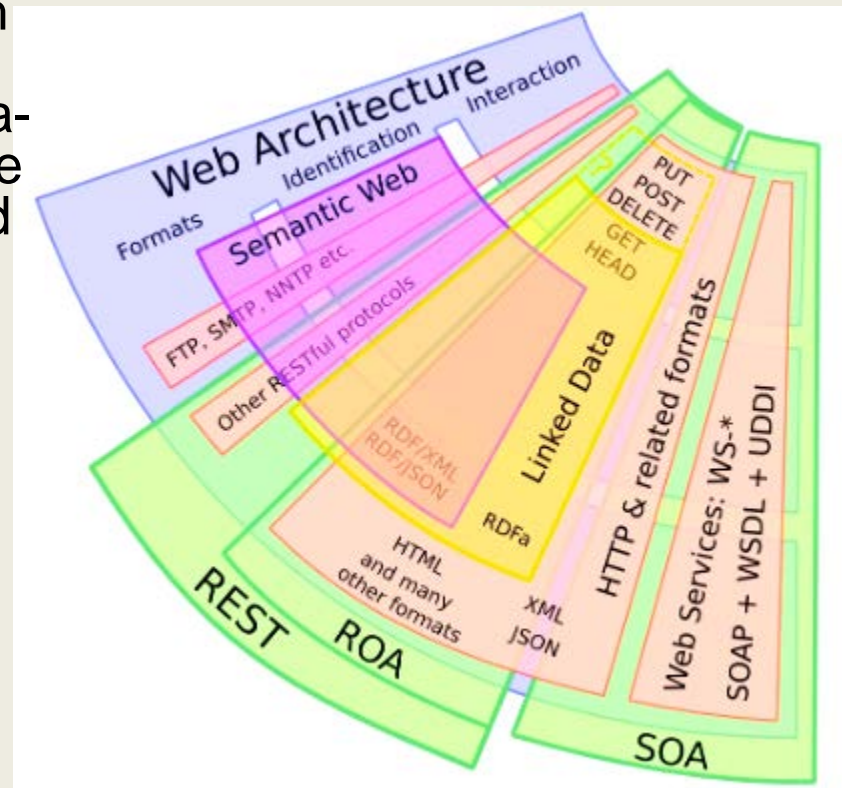 n
a-
e
d
Web Architecture
Formats
Identification
Interaction
Semantic Web
FTP, SMTP, NNTP etc.
Other RESTful protocols
?
PUT
POST
DELETE
GET
HEAD
Linked Data
RDF/XML
RDF/JSON
RDFa
HTML
and many
other formats
XML
JSON
HTTP & related formats
Web Services: WS-*
SOAP + WSDL + UDDI
REST
ROA
SOA